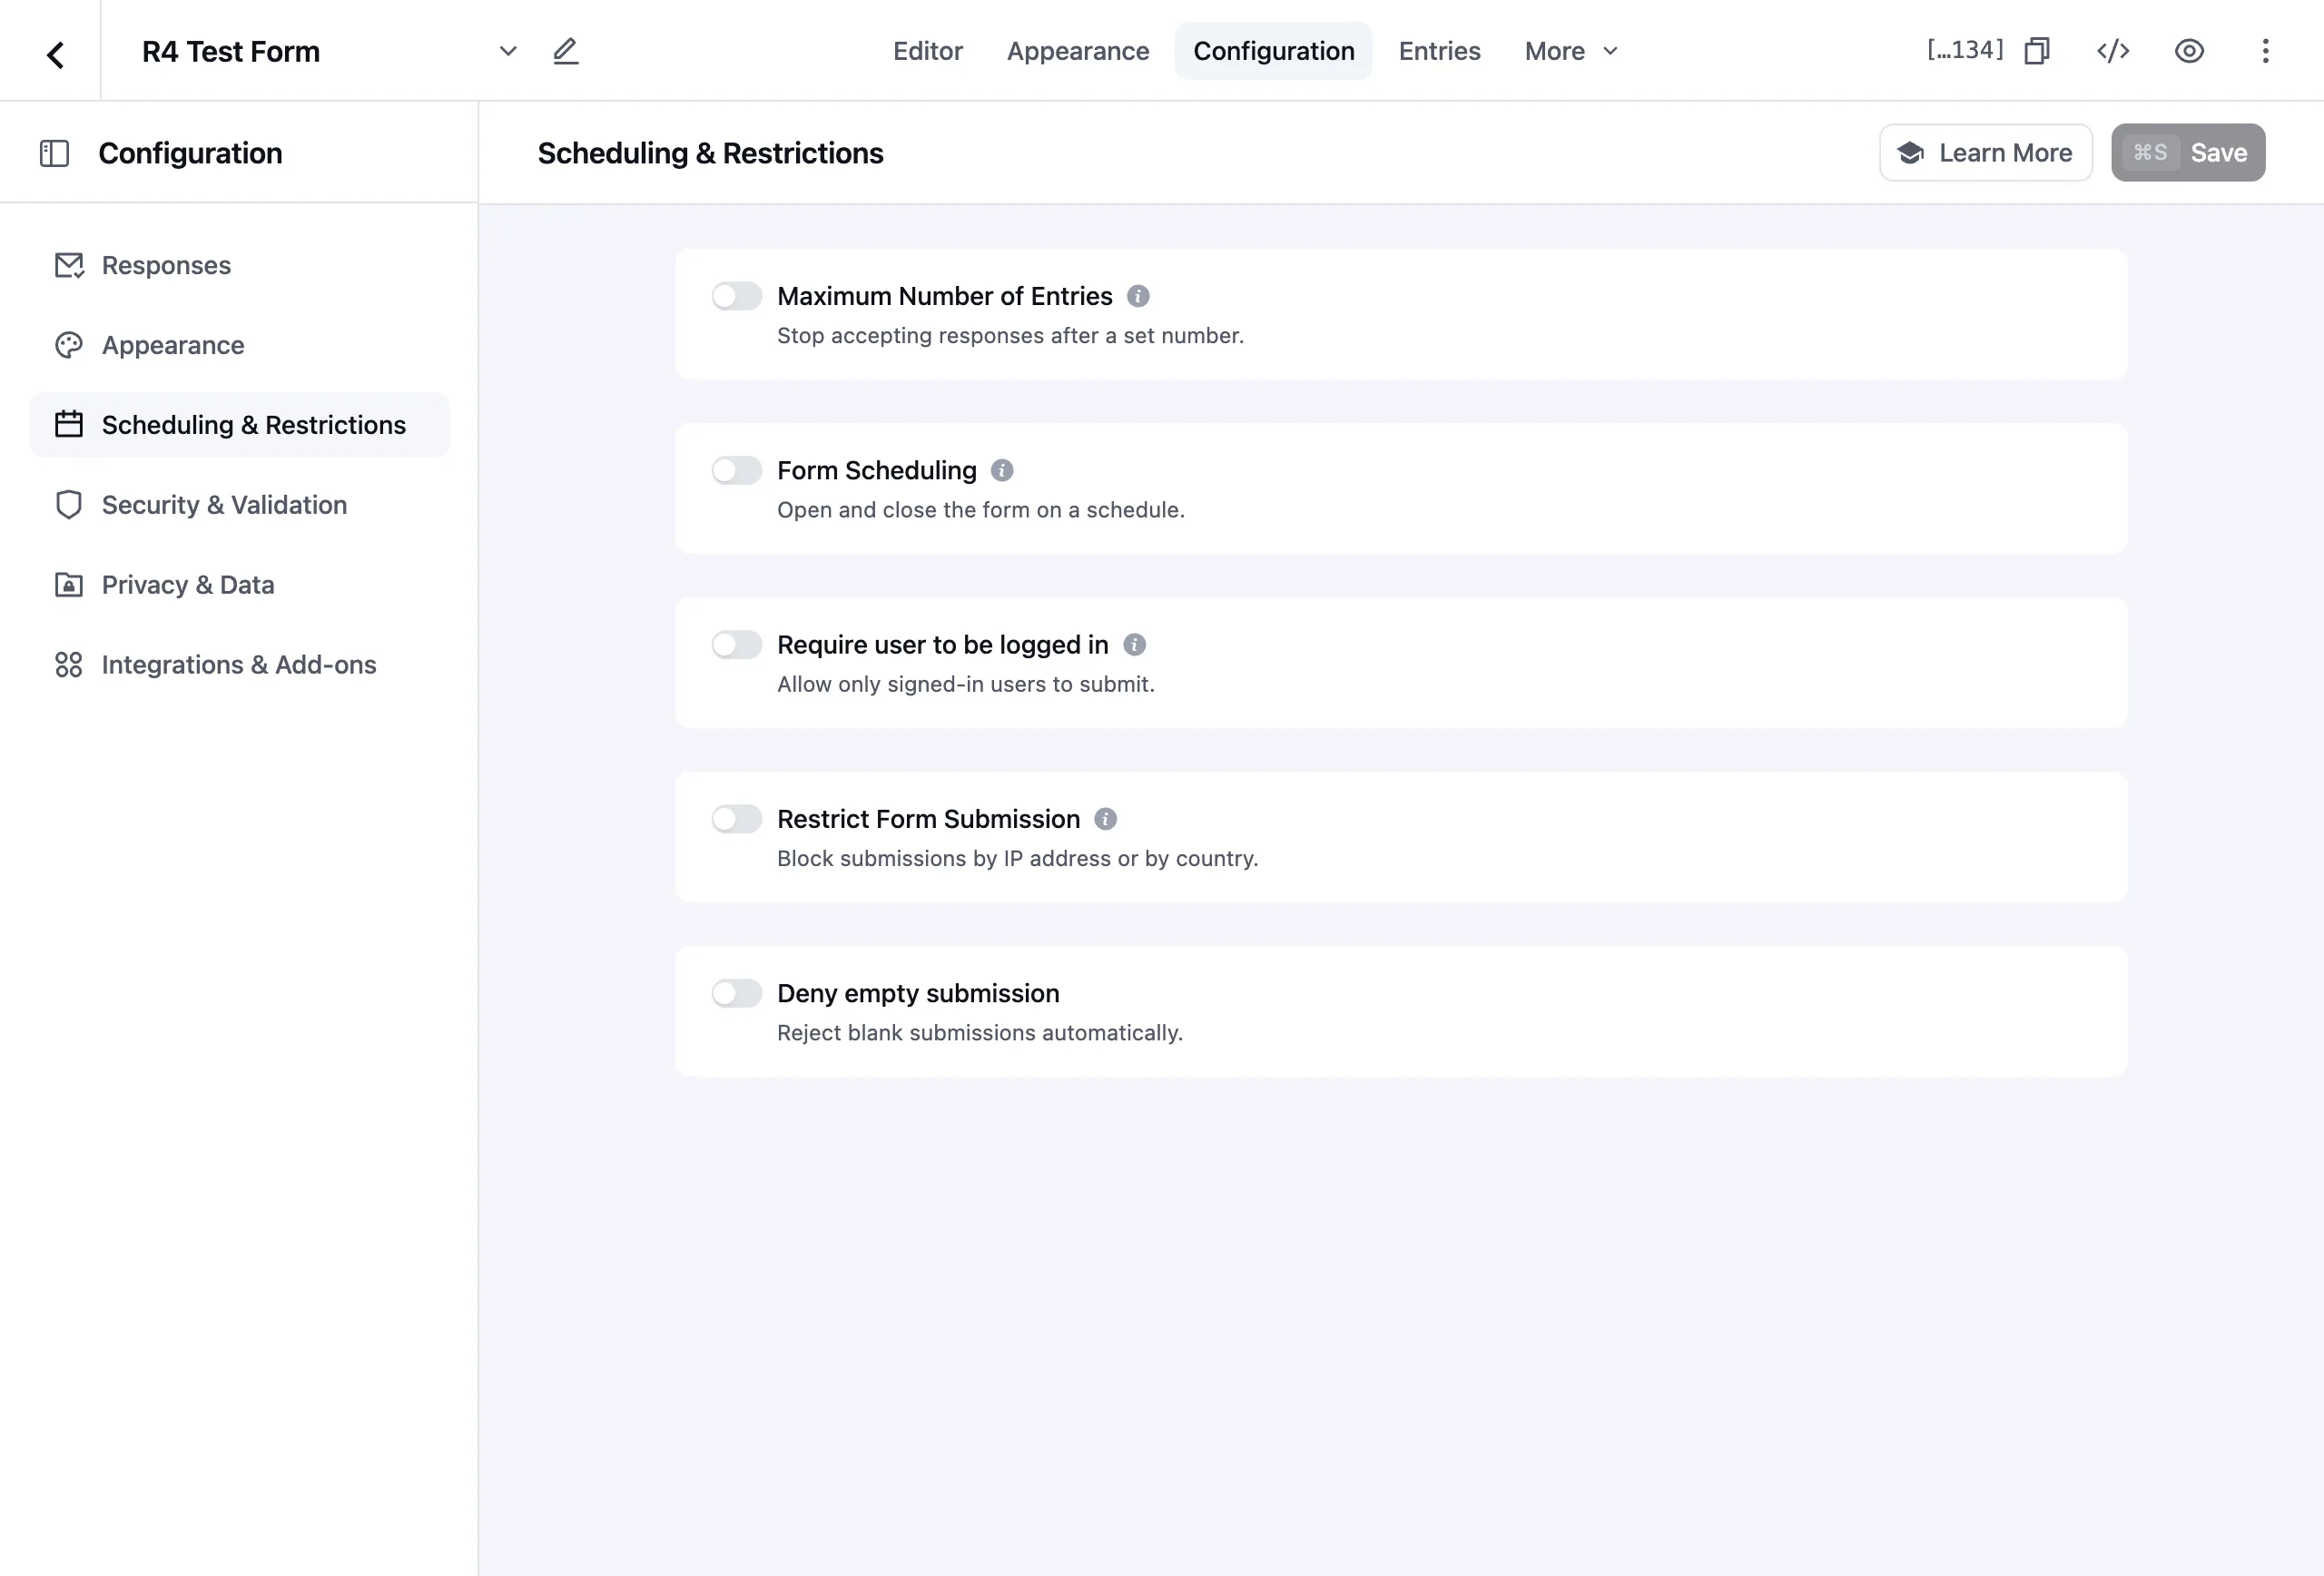 R4 Test Form
Editor
Appearance
Configuration
Entries
More
[…134]
Configuration
Scheduling & Restrictions
Learn More
⌘S Save
Responses
Appearance
Scheduling & Restrictions
Security & Validation
Privacy & Data
Integrations & Add-ons
Maximum Number of Entries
Stop accepting responses after a set number.
Form Scheduling
Open and close the form on a schedule.
Require user to be logged in
Allow only signed-in users to submit.
Restrict Form Submission
Block submissions by IP address or by country.
Deny empty submission
Reject blank submissions automatically.